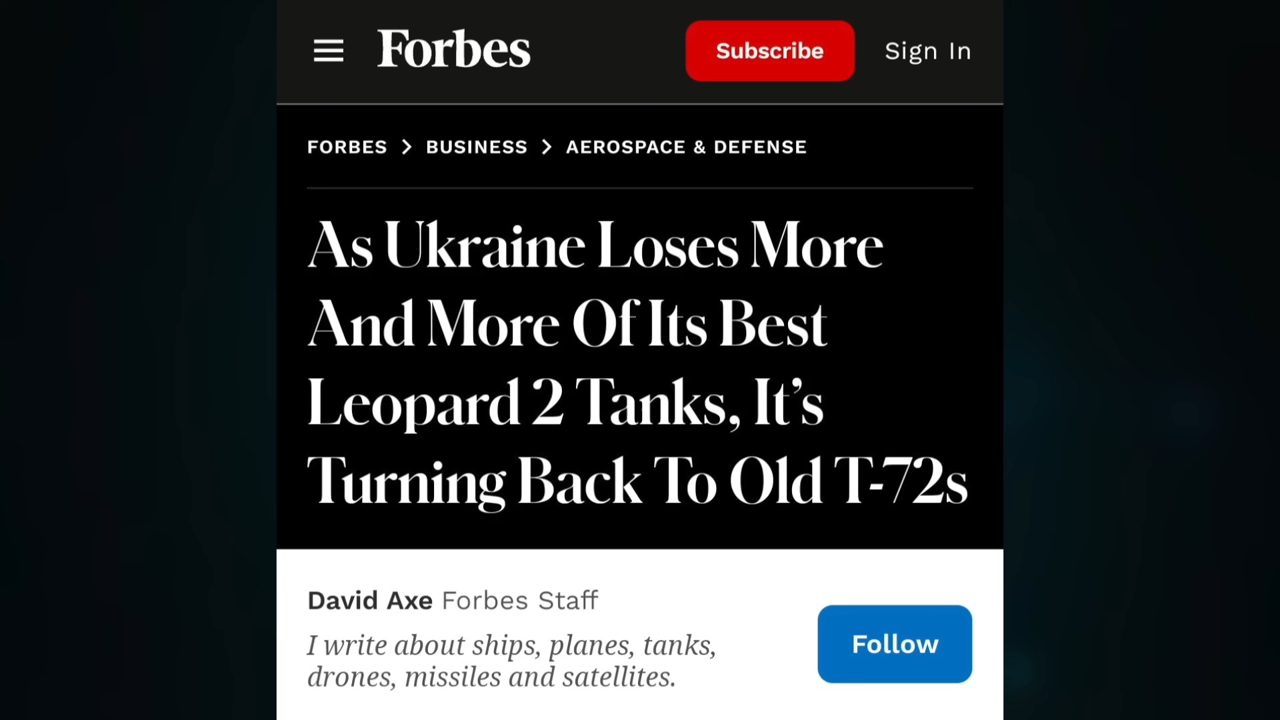 Forbes
Subscribe
Sign In
FORBES > BUSINESS > AEROSPACE & DEFENSE
As Ukraine Loses More
And More Of Its Best
Leopard 2 Tanks, It’s
Turning Back To Old T-72s
David Axe Forbes Staff
I write about ships, planes, tanks,
drones, missiles and satellites.
Follow